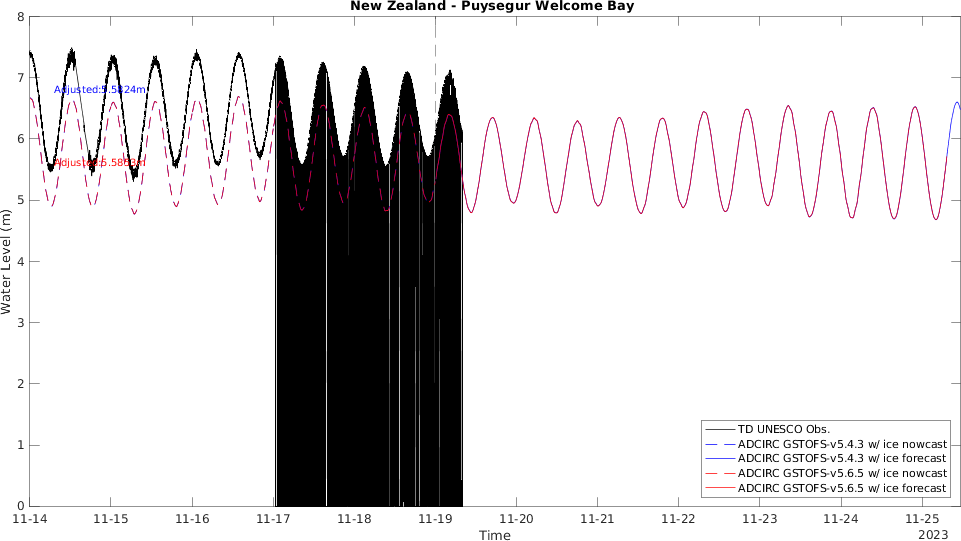 New Zealand - Puysegur Welcome Bay
8
7
6
5
4
3
2
1
0
Water Level (m)
Adjusted:5.5824m
TD UNESCO Obs.
ADCIRC GSTOFS-v5.4.3 w/ ice nowcast
ADCIRC GSTOFS-v5.4.3 w/ ice forecast
ADCIRC GSTOFS-v5.6.5 w/ ice nowcast
ADCIRC GSTOFS-v5.6.5 w/ ice forecast
11-14 11-15 11-16 11-17 11-18 11-19 11-20 11-21 11-22 11-23 11-24 11-25
Time
2023